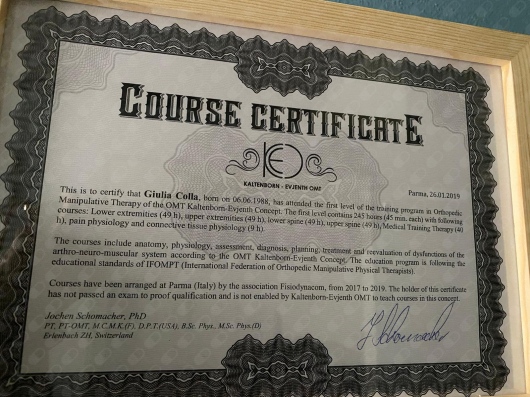 COURSE CERTIFICATE
KEO
KALTENBORN - EVJENTH OMT
Parma, 26.01.2019
This is to certify that Giulia Colla, born on 06.06.1988, has attended the first level of the training program in Orthopedic
Manipulative Therapy of the OMT Kaltenborn-Evjenth Concept. The first level contains 245 hours (45 min. each) with following
courses: Lower extremities (49 h), upper extremities (49 h), lower spine (49 h), upper spine (49 h), Medical Training Therapy (40
h), pain physiology and connective tissue physiology (9 h).
The courses include anatomy, physiology, assessment, diagnosis, planning, treatment and reevaluation of dysfunctions of the
arthro-neuro-muscular system according to the OMT Kaltenborn-Evjenth Concept. The education program is following the
educational standards of IFOMPT (International Federation of Orthopedic Manipulative Physical Therapists).
Courses have been arranged at Parma (Italy) by the association Fisiodynacom, from 2017 to 2019. The holder of this certificate
has not passed an exam to proof qualification and is not enabled by Kaltenborn-Evjenth OMT to teach courses in this concept.
Jochen Schomacher, PhD
PT, PT-OMT, M.C.M.K.(F), D.P.T.(USA), B.Sc. Phys., M.Sc. Phys.(D)
Erlenbach ZH, Switzerland